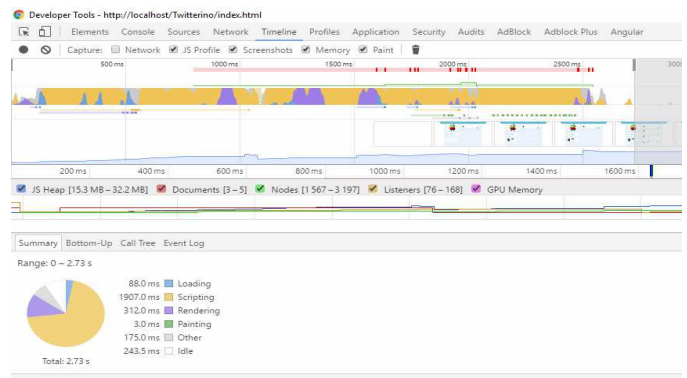 Developer Tools - http://localhost/Twitterino/index.html
Elements Console Sources Network Timeline Profiles Application Security Audits AdBlock Adblock Plus Angular
Capture: Network JS Profile Screenshots Memory Paint
500 ms 1000 ms 1500 ms 2000 ms 2500 ms 3000
200 ms 400 ms 600 ms 800 ms 1000 ms 1200 ms 1400 ms 1600 ms
JS Heap [15.3 MB – 32.2 MB] Documents [3 – 5] Nodes [1 567 – 3 197] Listeners [76 – 168] GPU Memory
Summary Bottom-Up Call Tree Event Log
Range: 0 – 2.73 s
88.0 ms Loading
1907.0 ms Scripting
312.0 ms Rendering
3.0 ms Painting
175.0 ms Other
243.5 ms Idle
Total: 2.73 s